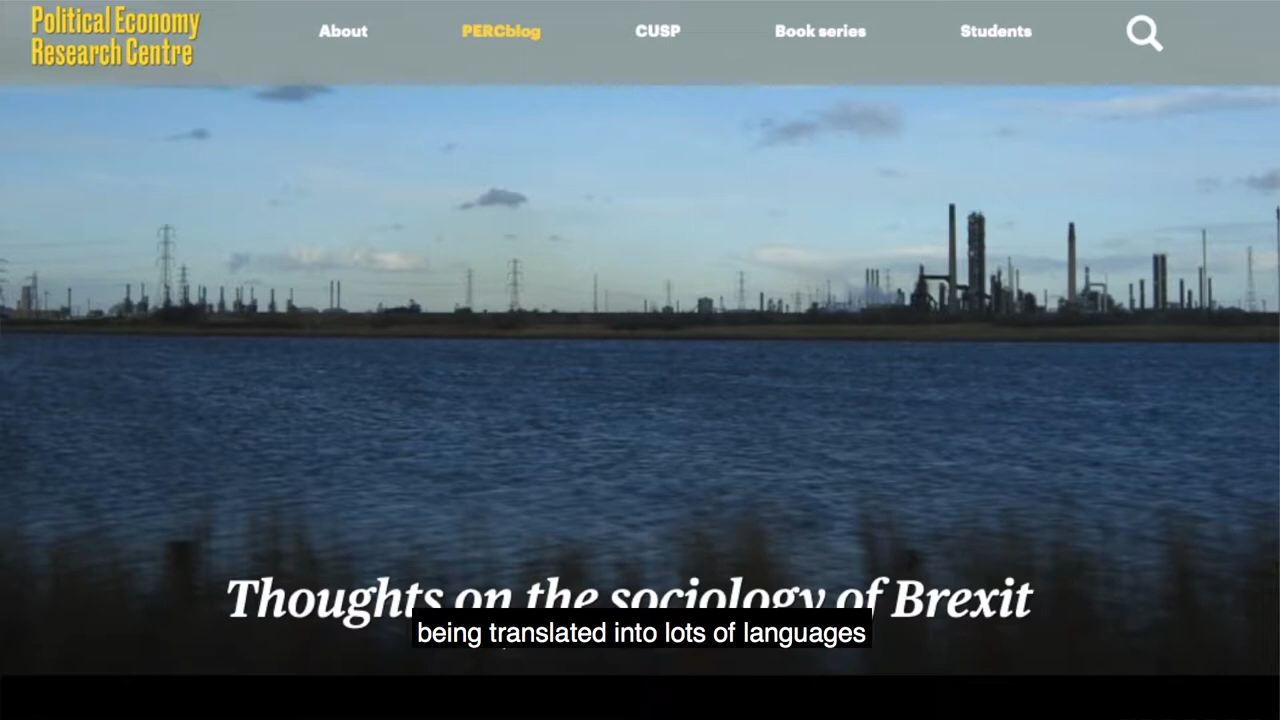 Political Economy
Research Centre
About
PERCblog
CUSP
Book series
Students
Thoughts on the sociology of Brexit
being translated into lots of languages